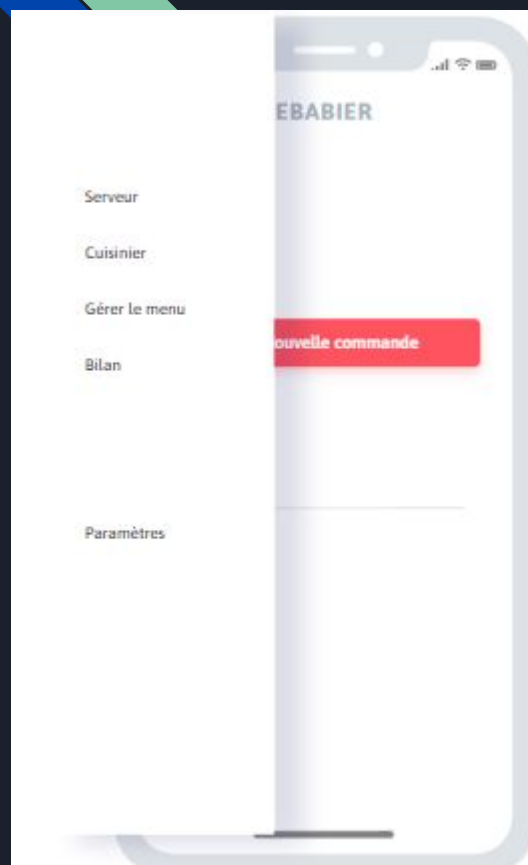 EBABIER
Serveur
Cuisinier
Gérer le menu
ouvelle commande
Bilan
Paramètres